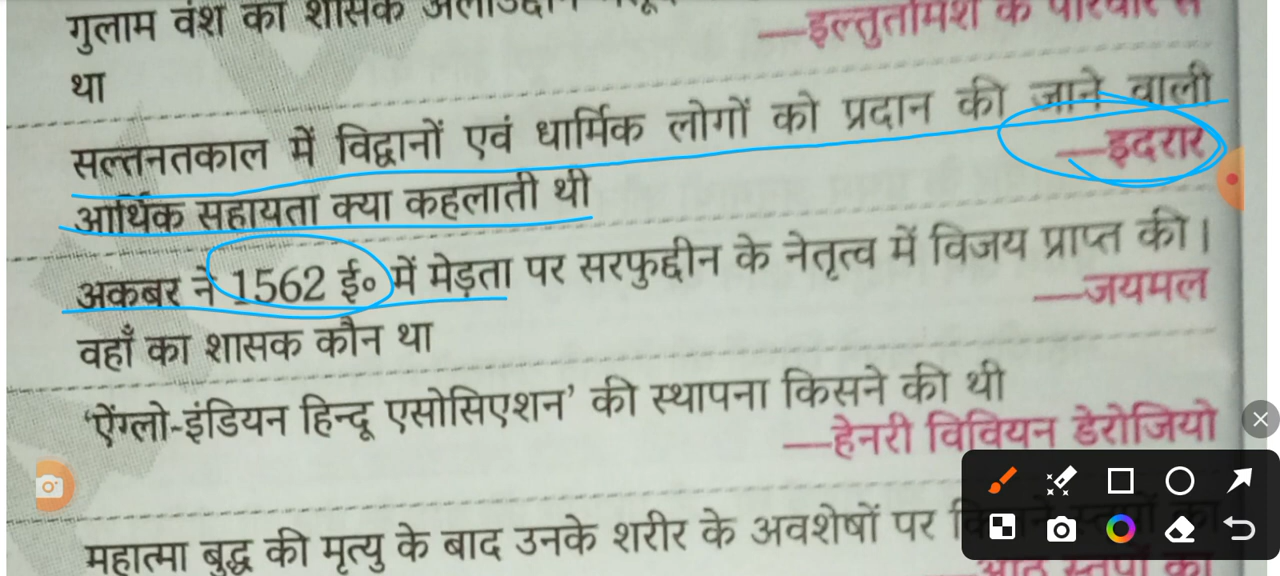 गुलाम वंश का शासक
—इल्तुतमिश के परिवार से
था
सल्तनतकाल में विद्वानों एवं धार्मिक लोगों को प्रदान की जाने वाली
आर्थिक सहायता क्या कहलाती थी
—इदरार
अकबर ने 1562 ई० में मेड़ता पर सरफुद्दीन के नेतृत्व में विजय प्राप्त की।
वहाँ का शासक कौन था
—जयमल
'ऐंग्लो-इंडियन हिन्दू एसोसिएशन' की स्थापना किसने की थी
—हेनरी विवियन डेरोजियो
महात्मा बुद्ध की मृत्यु के बाद उनके शरीर के अवशेषों पर